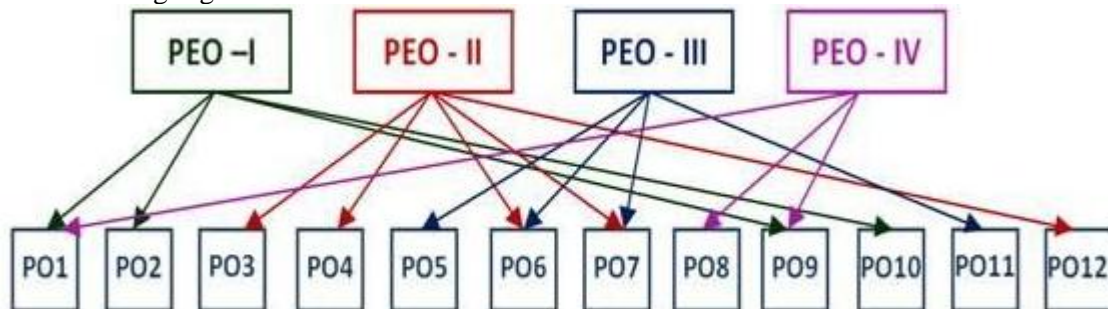 PEO –I
PEO - II
PEO - III
PEO - IV
PO1
PO2
PO3
PO4
PO5
PO6
PO7
PO8
PO9
PO10
PO11
PO12